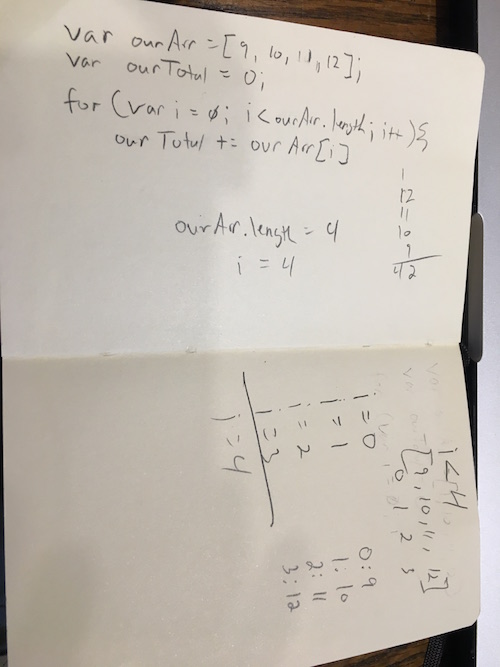 var ourArr = [9, 10, 11, 12];
var ourTotal = 0;
for (var i = 0; i < ourArr.length; i++){
ourTotal += ourArr[i]
1
12
11
10
9
42
ourArr.length = 4
i = 4
i < 4
[9, 10, 11, 12]
0 1 2 3
i = 0
i = 1
i = 2
i = 3
i = 4
0: 9
1: 10
2: 11
3: 12